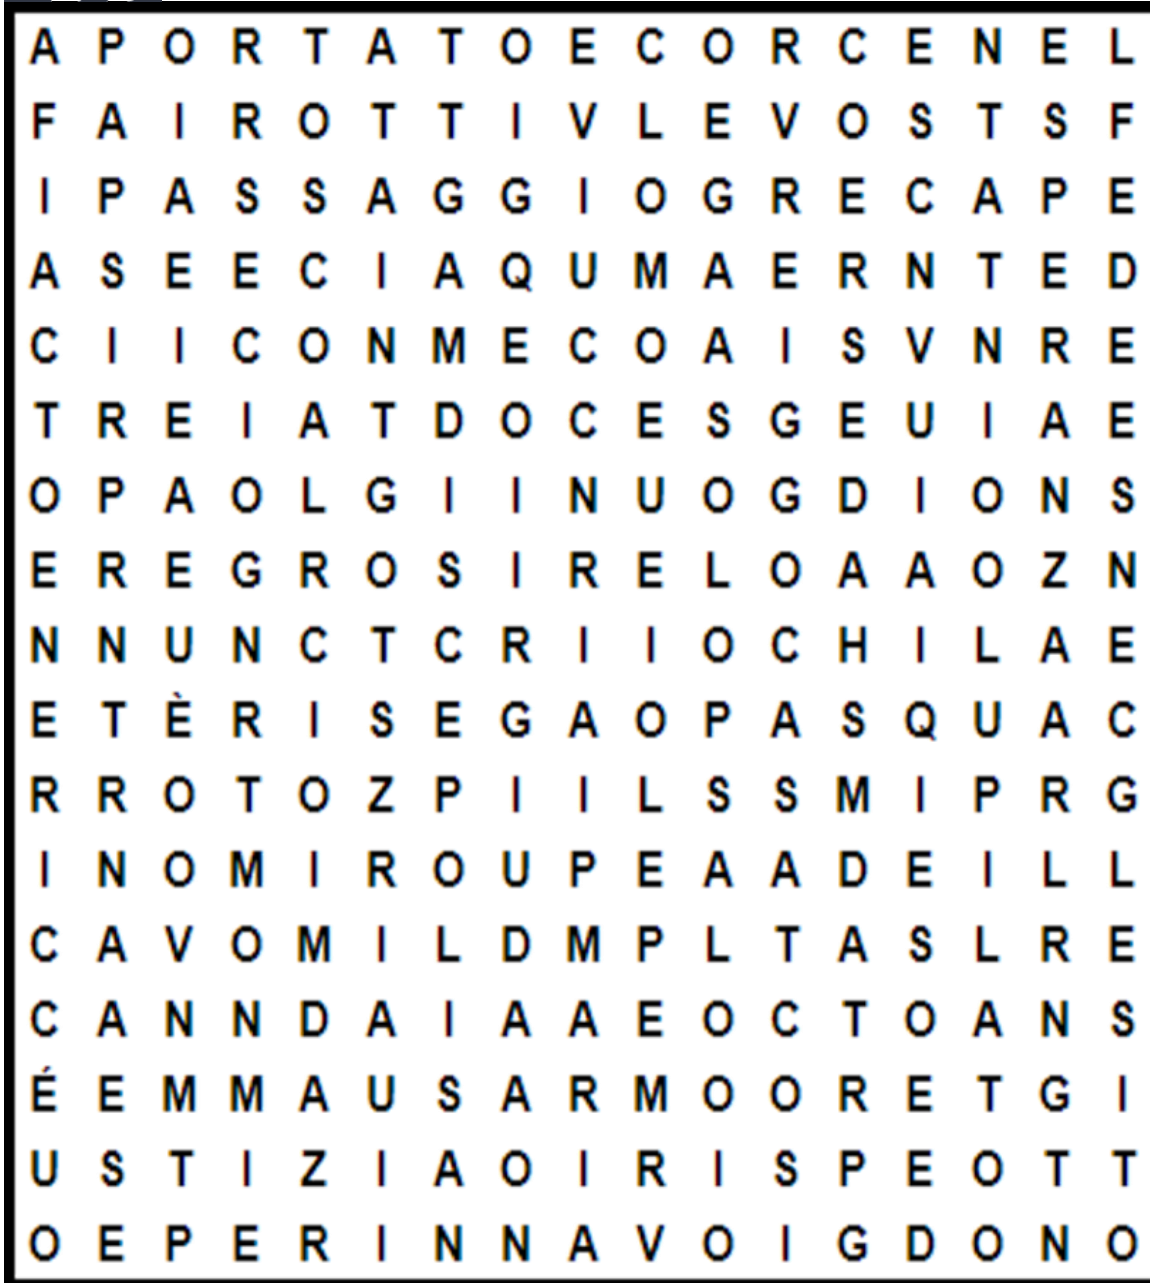 A P O R T A T O E C O R C E N E L
F A I R O T T I V L E V O S T S F
I P A S S A G G I O G R E C A P E
A S E E C I A Q U M A E R N T E D
C I I C O N M E C O A I S V N R E
T R E I A T D O C E S G E U I A E
O P A O L G I I N U O G D I O N S
E R E G R O S I R E L O A A O Z N
N N U N C T C R I I O C H I L A E
E T È R I S E G A O P A S Q U A C
R R O T O Z P I I L S S M I P R G
I N O M I R O U P E A A D E I L L
C A V O M I L D M P L T A S L R E
C A N N D A I A A E O C T O A N S
É E M M A U S A R M O O R E T G I
U S T I Z I A O I R I S P E O T T
O E P E R I N N A V O I G D O N O